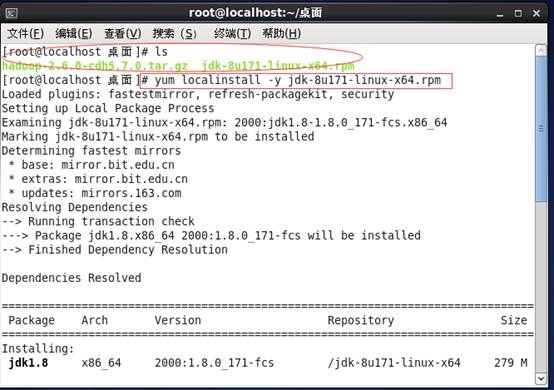 root@localhost:~/桌面
文件(F) 编辑(E) 查看(V) 搜索 (S) 终端(T) 帮助(H)
[root@localhost 桌面]# ls
hadoop-2.6.0-cdh5.7.0.tar.gz jdk-8u171-linux-x64.rpm
[root@localhost 桌面]# yum localinstall -y jdk-8u171-linux-x64.rpm
Loaded plugins: fastestmirror, refresh-packagekit, security
Setting up Local Package Process
Examining jdk-8u171-linux-x64.rpm: 2000:jdk1.8-1.8.0_171-fcs.x86_64
Marking jdk-8u171-linux-x64.rpm to be installed
Determining fastest mirrors
* base: mirror.bit.edu.cn
* extras: mirror.bit.edu.cn
* updates: mirrors.163.com
Resolving Dependencies
--> Running transaction check
---> Package jdk1.8.x86_64 2000:1.8.0_171-fcs will be installed
--> Finished Dependency Resolution
Dependencies Resolved
================================================================================
Package Arch Version Repository Size
================================================================================
Installing:
jdk1.8 x86_64 2000:1.8.0_171-fcs /jdk-8u171-linux-x64 279 M